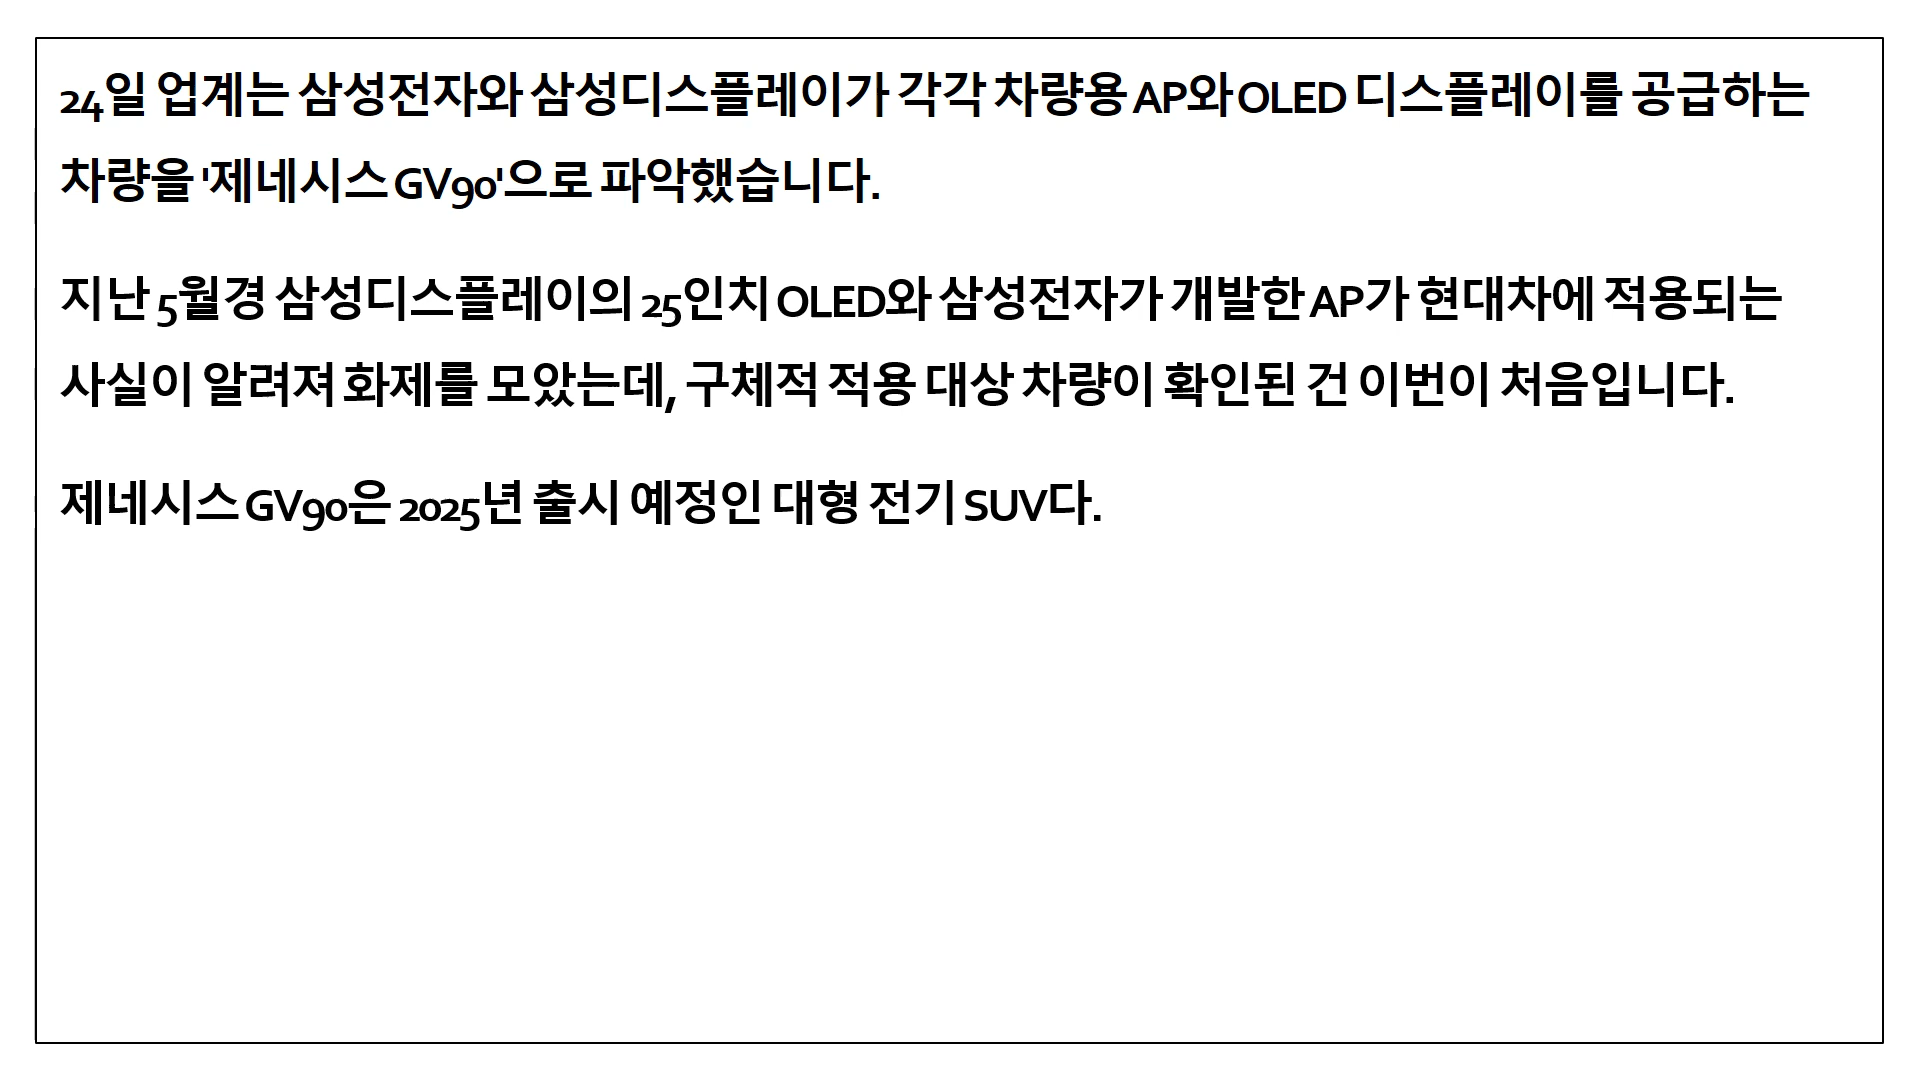 24일 업계는 삼성전자와 삼성디스플레이가 각각 차량용 AP와 OLED 디스플레이를 공급하는
차량을 '제네시스 GV90'으로 파악했습니다.
지난 5월경 삼성디스플레이의 25인치 OLED와 삼성전자가 개발한 AP가 현대차에 적용되는
사실이 알려져 화제를 모았는데, 구체적 적용 대상 차량이 확인된 건 이번이 처음입니다.
제네시스 GV90은 2025년 출시 예정인 대형 전기 SUV다.